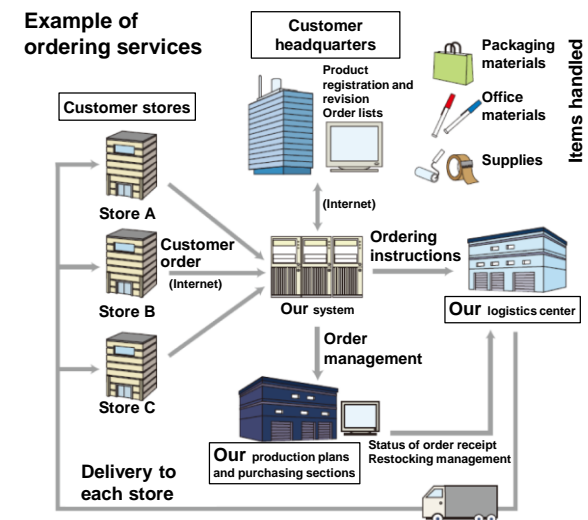 Example of
ordering services
Customer
headquarters
Product
registration and
revision
Order lists
Packaging
materials
Office
materials
Supplies
Items handled
Customer stores
Store A
Store B
Store C
Customer
order
(Internet)
(Internet)
Our system
Ordering
instructions
Our logistics center
Order
management
Our production plans
and purchasing sections
Status of order receipt
Restocking management
Delivery to
each store